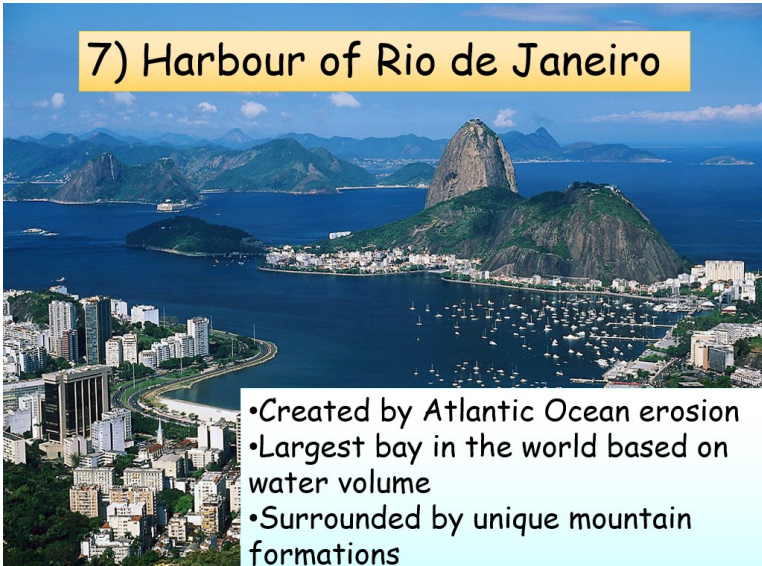 7) Harbour of Rio de Janeiro
•Created by Atlantic Ocean erosion
•Largest bay in the world based on
water volume
•Surrounded by unique mountain
formations